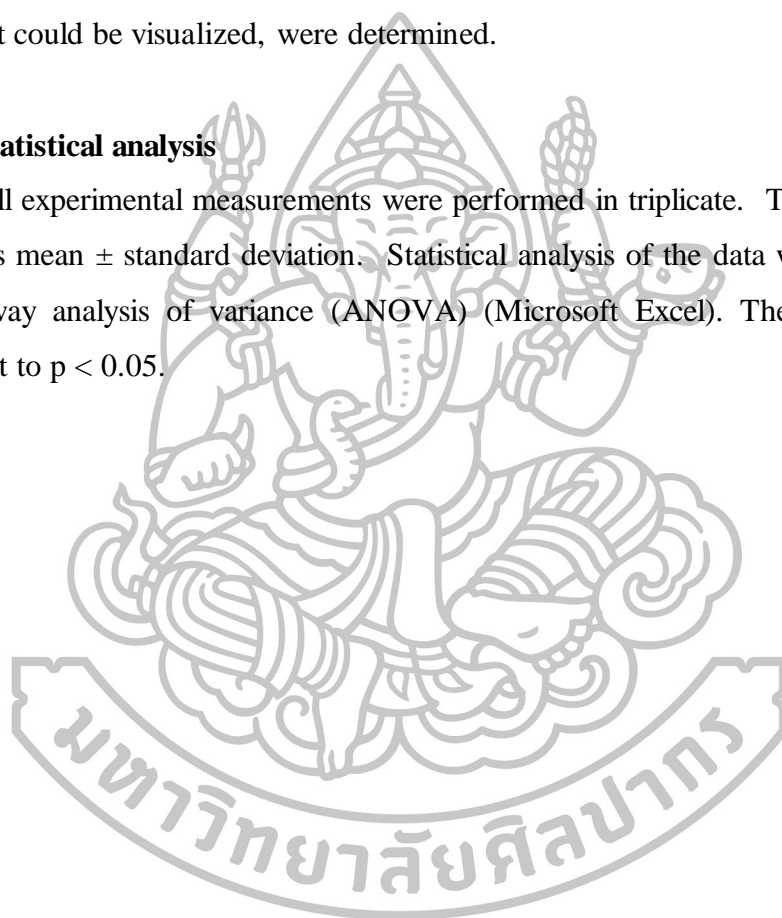 t could be visualized, were determined.
atistical analysis
ll experimental measurements were performed in triplicate. T
s mean ± standard deviation. Statistical analysis of the data w
vay analysis of variance (ANOVA) (Microsoft Excel). The
t to p < 0.05.
มหาวิทยาลัยศิลปากร